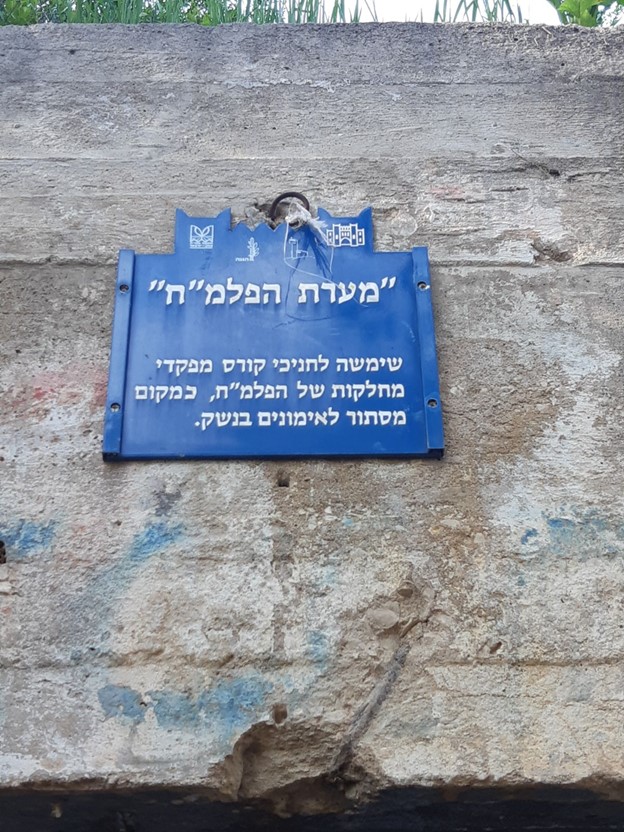 "מערת הפלמ"ח"
שימשה לחניכי קורס מפקדי
מחלקות של הפלמ"ח, כמקום
מסתור לאימונים בנשק.